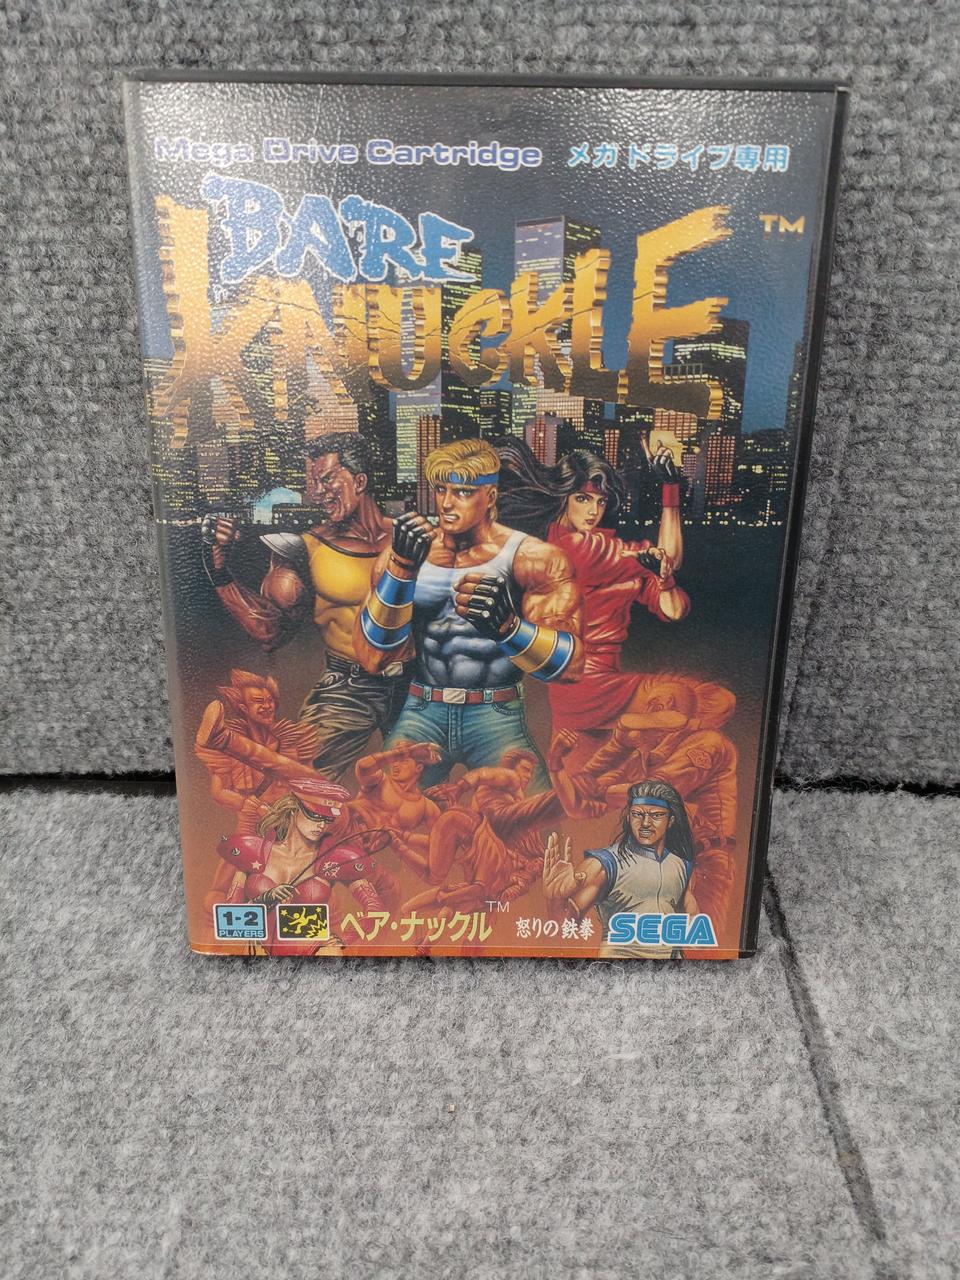 Mega Drive Cartridge メガドライブ専用
BARE
KNUCKLE TM
1-2
PLAYERS
ベア・ナックル TM 怒りの鉄拳 SEGA